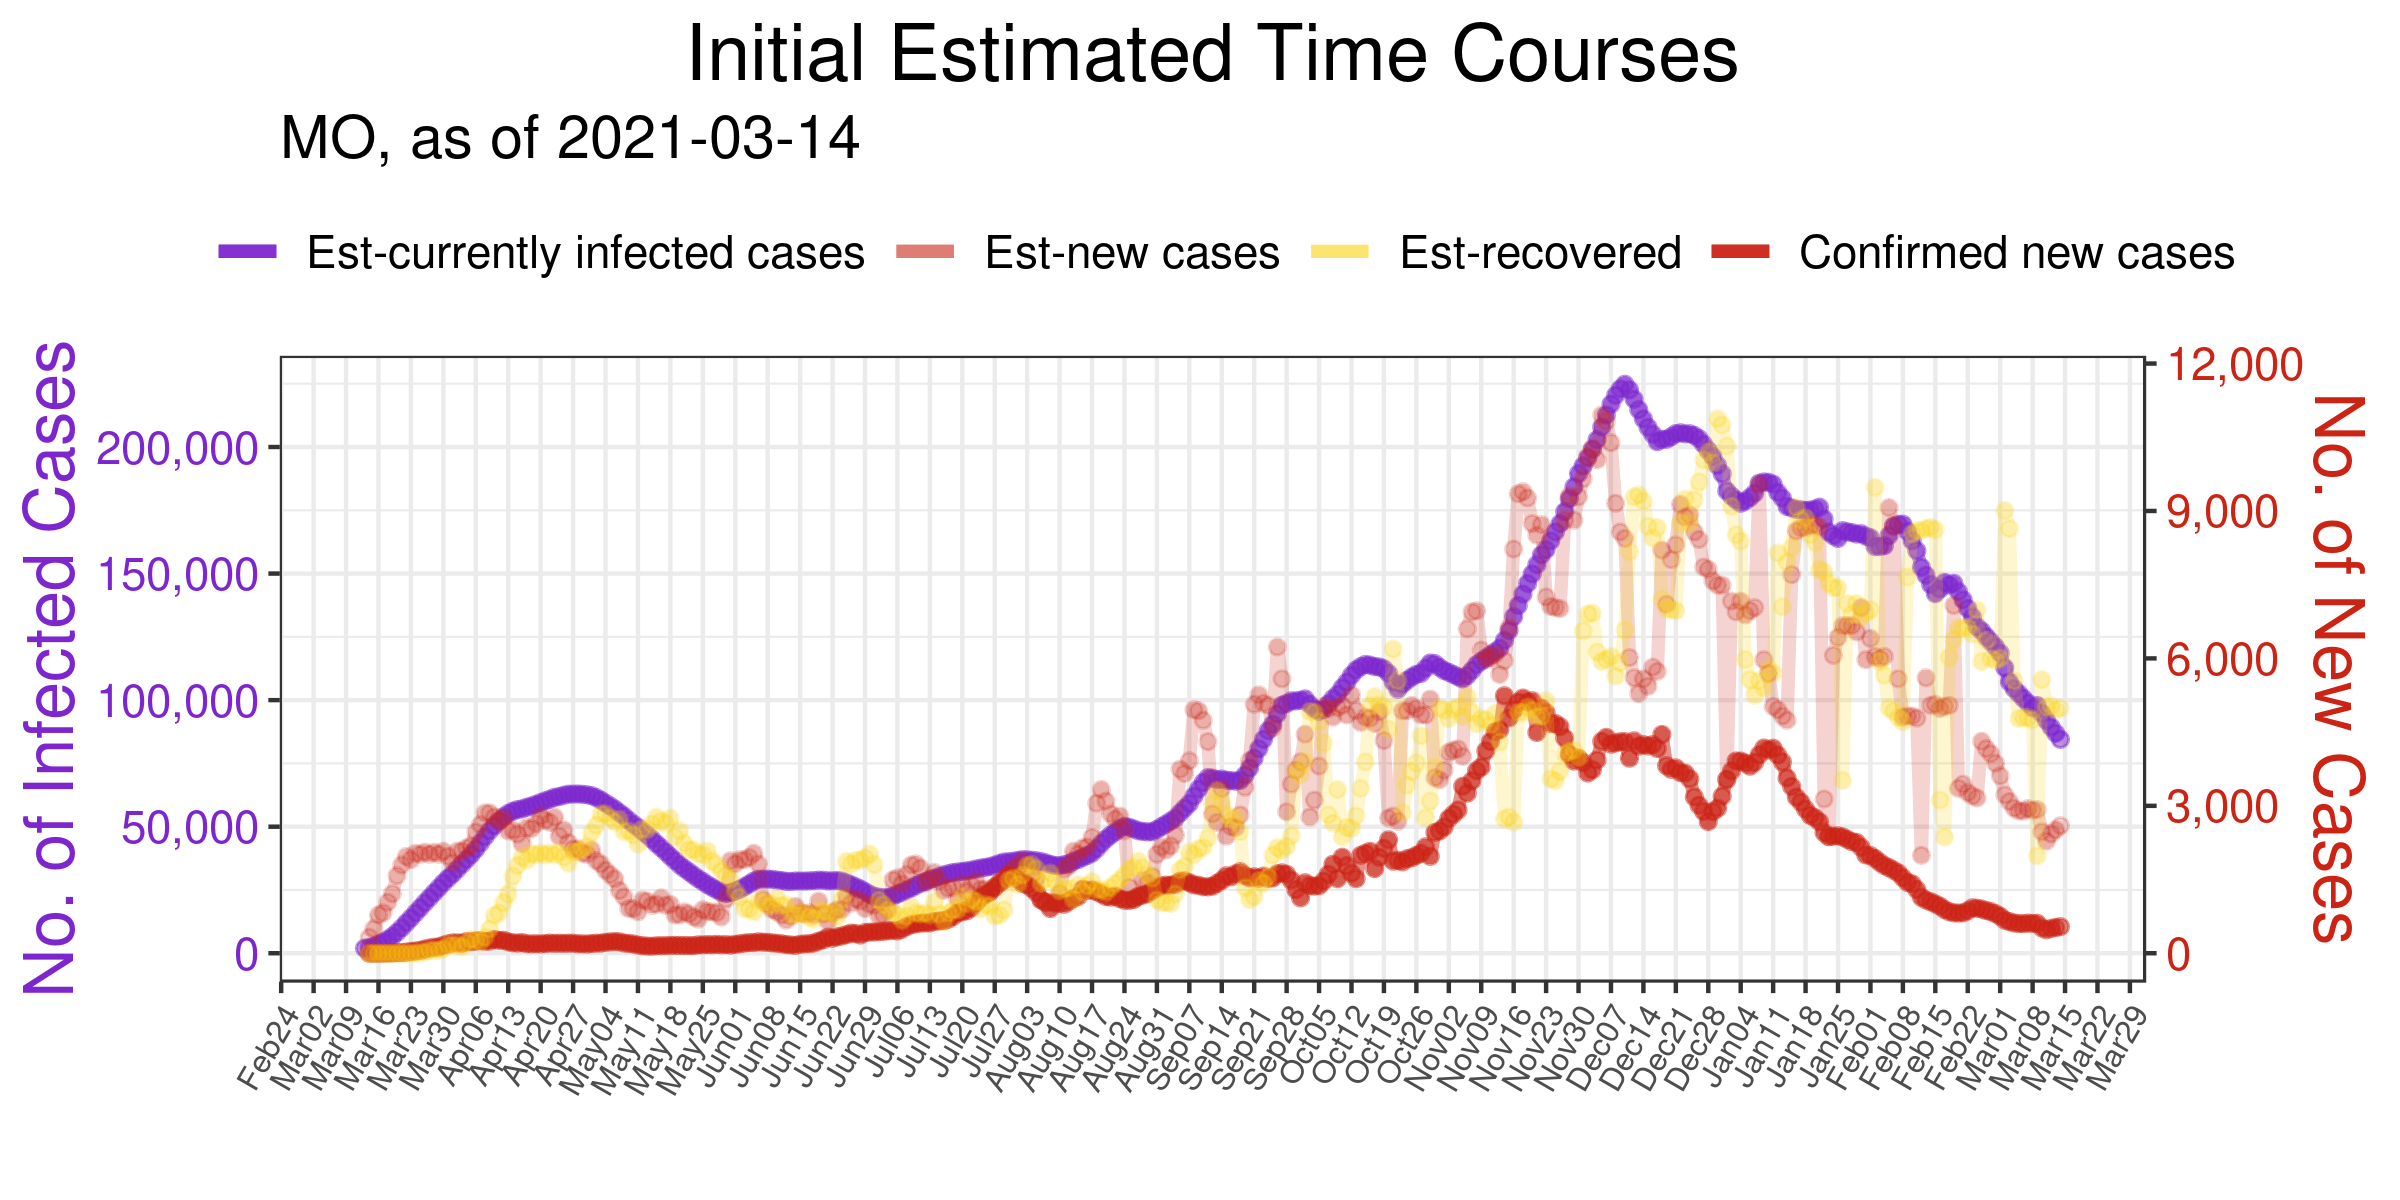 Initial Estimated Time Courses
MO, as of 2021-03-14
Est-currently infected cases Est-new cases Est-recovered Confirmed new cases
No. of Infected Cases
200,000
150,000
100,000
50,000
0
12,000
9,000
6,000
3,000
0
No. of New Cases
Feb24 Mar02 Mar09 Mar16 Mar23 Mar30 Apr06 Apr13 Apr20 Apr27 May04 May11 May18 May25 Jun01 Jun08 Jun15 Jun22 Jun29 Jul06 Jul13 Jul20 Jul27 Aug03 Aug10 Aug17 Aug24 Aug31 Sep07 Sep14 Sep21 Sep28 Oct05 Oct12 Oct19 Oct26 Nov02 Nov09 Nov16 Nov23 Nov30 Dec07 Dec14 Dec21 Dec28 Jan04 Jan11 Jan18 Jan25 Feb01 Feb08 Feb15 Feb22 Mar01 Mar08 Mar15 Mar22 Mar29